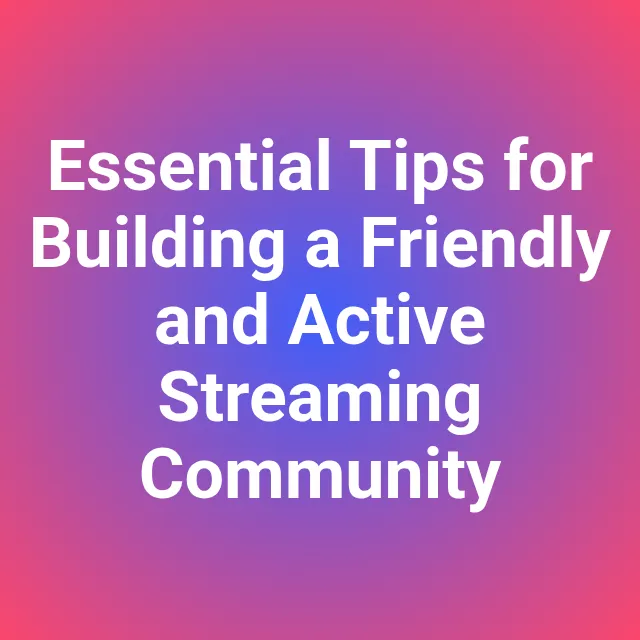 Essential Tips for
Building a Friendly
and Active
Streaming
Community